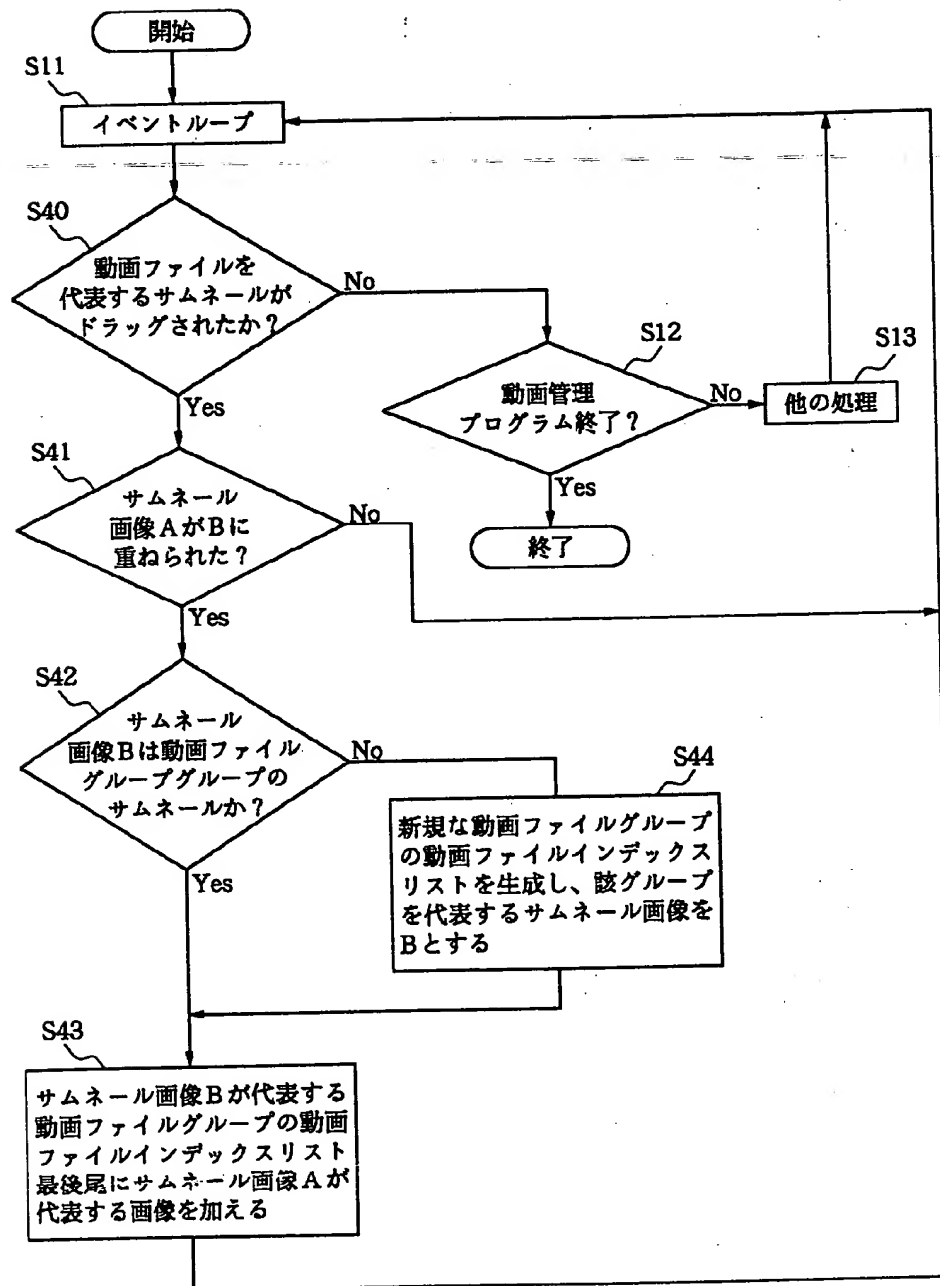 開始
S11
イベントループ
S40
動画ファイルを
代表するサムネールが
ドラッグされたか？
No
Yes
S12
動画管理
プログラム終了？
No
S13
他の処理
Yes
終了
S41
サムネール
画像AがBに
重ねられた？
No
Yes
S42
サムネール
画像Bは動画ファイル
グループグループの
サムネールか？
No
Yes
S44
新規な動画ファイルグループ
の動画ファイルインデックス
リストを生成し、該グループ
を代表するサムネール画像を
Bとする
S43
サムネール画像Bが代表する
動画ファイルグループの動画
ファイルインデックスリスト
最後尾にサムネール画像Aが
代表する画像を加える